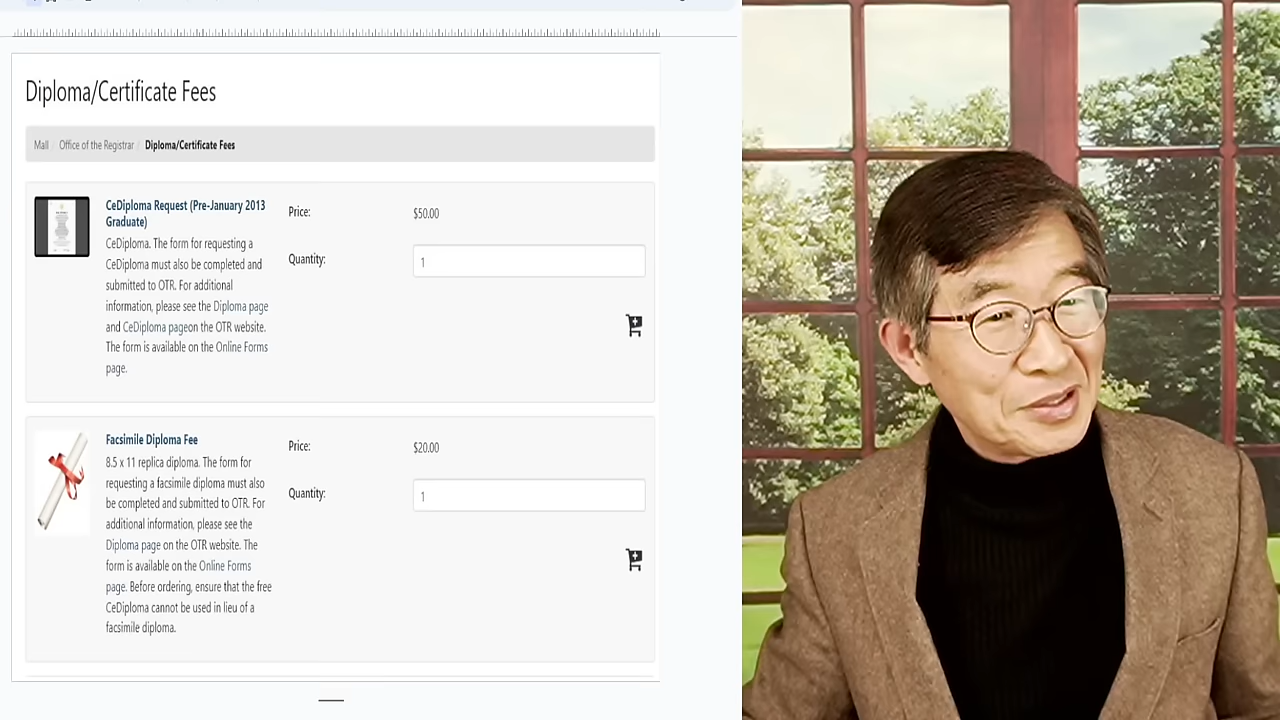 Diploma/Certificate Fees
Mall / Office of the Registrar / Diploma/Certificate Fees
CeDiploma Request (Pre-January 2013
Graduate)
CeDiploma. The form for requesting a
CeDiploma must also be completed and
submitted to OTR. For additional
information, please see the Diploma page
and CeDiploma pageon the OTR website.
The form is available on the Online Forms
page.
Price:
$50.00
Quantity:
1
Facsimile Diploma Fee
8.5 x 11 replica diploma. The form for
requesting a facsimile diploma must also
be completed and submitted to OTR. For
additional information, please see the
Diploma page on the OTR website. The
form is available on the Online Forms
page. Before ordering, ensure that the free
CeDiploma cannot be used in lieu of a
facsimile diploma.
Price:
$20.00
Quantity:
1